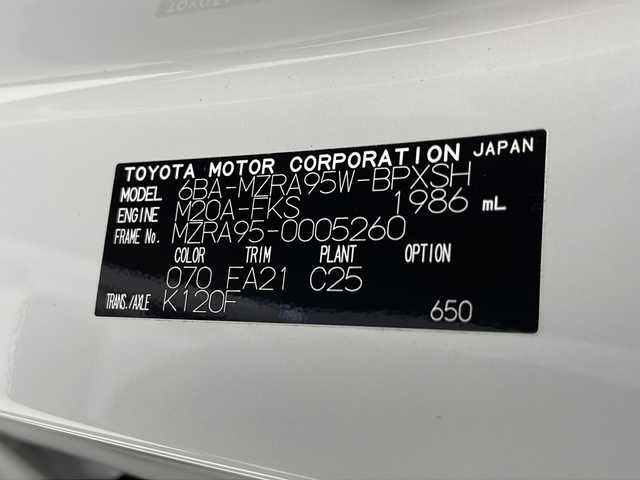 TOYOTA MOTOR CORPORATION JAPAN
MODEL 6BA-MZRA95W-BPXSH
ENGINE M20A-FKS 1986 mL
FRAME No. MZRA95-0005260
COLOR TRIM PLANT OPTION
070 FA21 C25
TRANS./AXLE K120F
650